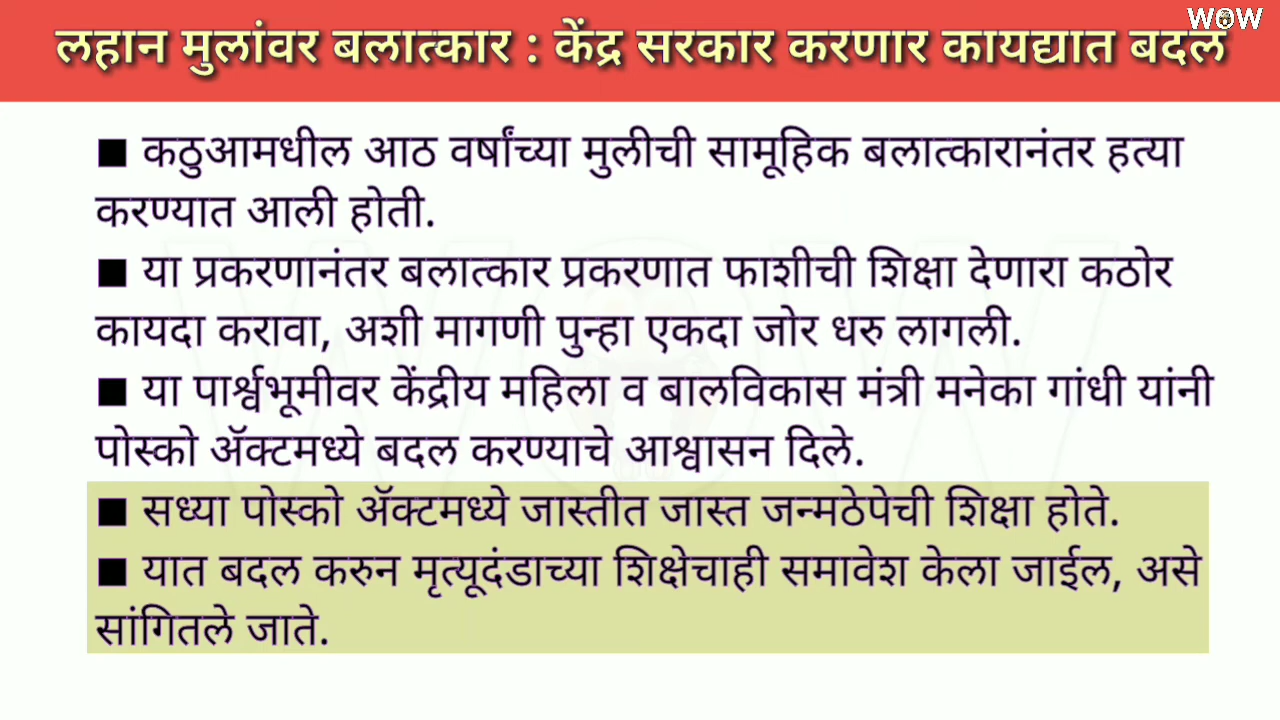 WOW
लहान मुलांवर बलात्कार : केंद्र सरकार करणार कायद्यात बदल
■ कठुआमधील आठ वर्षांच्या मुलीची सामूहिक बलात्कारानंतर हत्या
करण्यात आली होती.
■ या प्रकरणानंतर बलात्कार प्रकरणात फाशीची शिक्षा देणारा कठोर
कायदा करावा, अशी मागणी पुन्हा एकदा जोर धरु लागली.
■ या पार्श्वभूमीवर केंद्रीय महिला व बालविकास मंत्री मनेका गांधी यांनी
पोस्को ॲक्टमध्ये बदल करण्याचे आश्वासन दिले.
■ सध्या पोस्को ॲक्टमध्ये जास्तीत जास्त जन्मठेपेची शिक्षा होते.
■ यात बदल करुन मृत्यूदंडाच्या शिक्षेचाही समावेश केला जाईल, असे
सांगितले जाते.